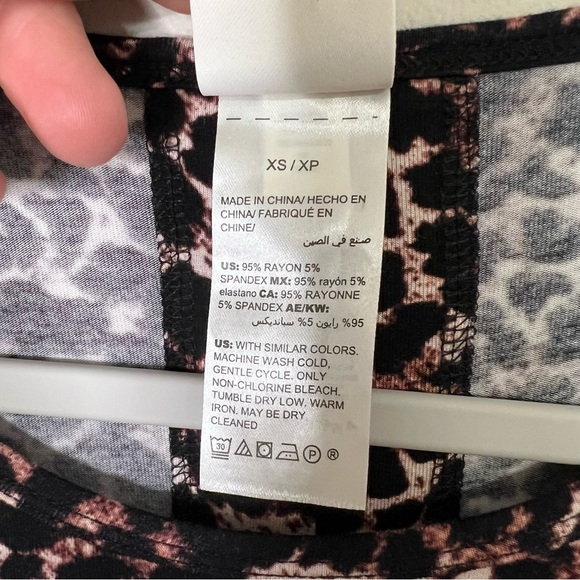 XS / XP
MADE IN CHINA/ HECHO EN
CHINA/ FABRIQUÉ EN
CHINE/
صنع في الصين
US: 95% RAYON 5%
SPANDEX MX: 95% rayón 5%
elastano CA: 95% RAYONNE
5% SPANDEX AE/KW:
95% رايون 5% سبانديكس
US: WITH SIMILAR COLORS.
MACHINE WASH COLD,
GENTLE CYCLE. ONLY
NON-CHLORINE BLEACH.
TUMBLE DRY LOW. WARM
IRON. MAY BE DRY
CLEANED
30 P ®